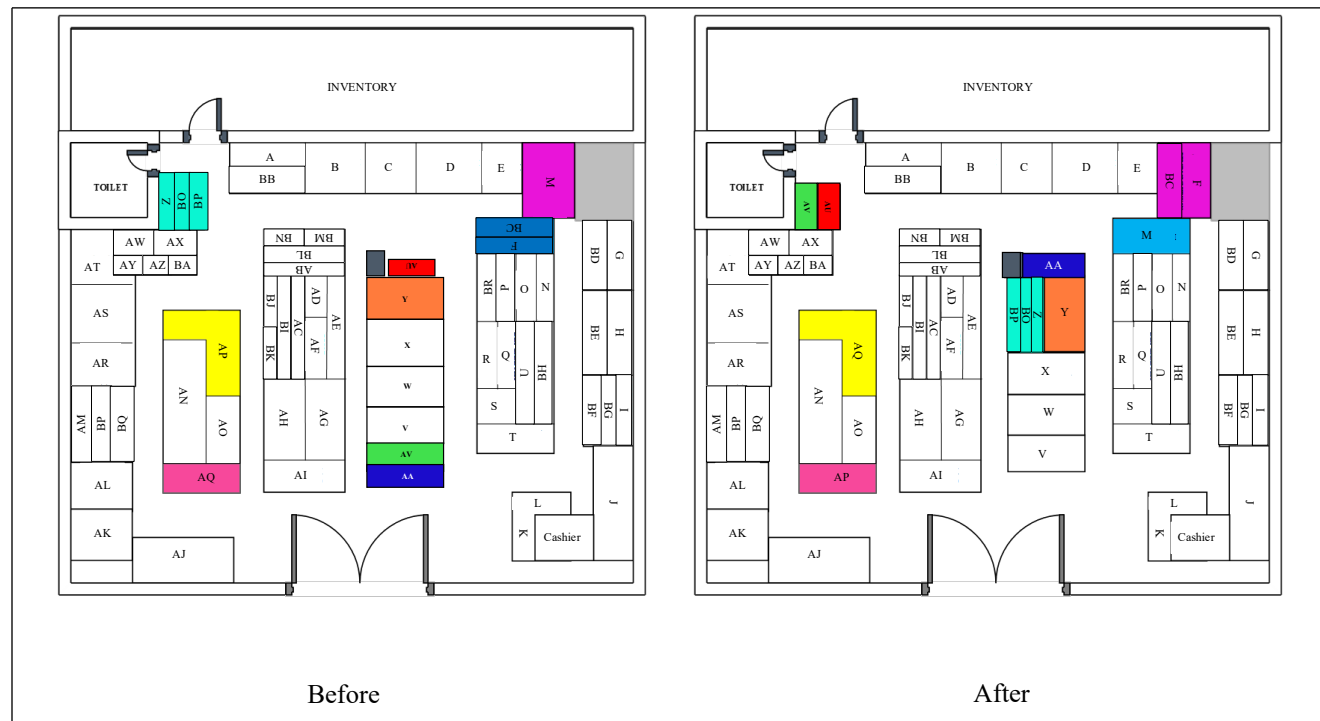 INVENTORY
TOILET
A
BB
B
C
D
E
M
Z
BO
BP
AW
AX
AY
AZ
BA
AT
AS
AR
BN
BM
BL
AB
BJ
BK
BI
AC
AD
AF
AE
AH
AG
AI
AU
Y
X
W
V
AV
AA
BC
F
BR
P
O
N
R
Q
U
BH
S
T
BD
G
BE
H
BF
BG
I
J
AP
AN
AO
AQ
AM
BP
BQ
AL
AK
AJ
L
K
Cashier
Before
INVENTORY
TOILET
A
BB
B
C
D
E
BC
F
AV
AU
AW
AX
AY
AZ
BA
AT
AS
AR
BN
BM
BL
AB
BJ
BK
BI
AC
AD
AF
AE
AH
AG
AI
AA
BP
BO
Z
Y
X
W
V
M
BR
P
O
N
R
Q
U
BH
S
T
BD
G
BE
H
BF
BG
I
J
AQ
AN
AO
AP
AM
BP
BQ
AL
AK
AJ
L
K
Cashier
After